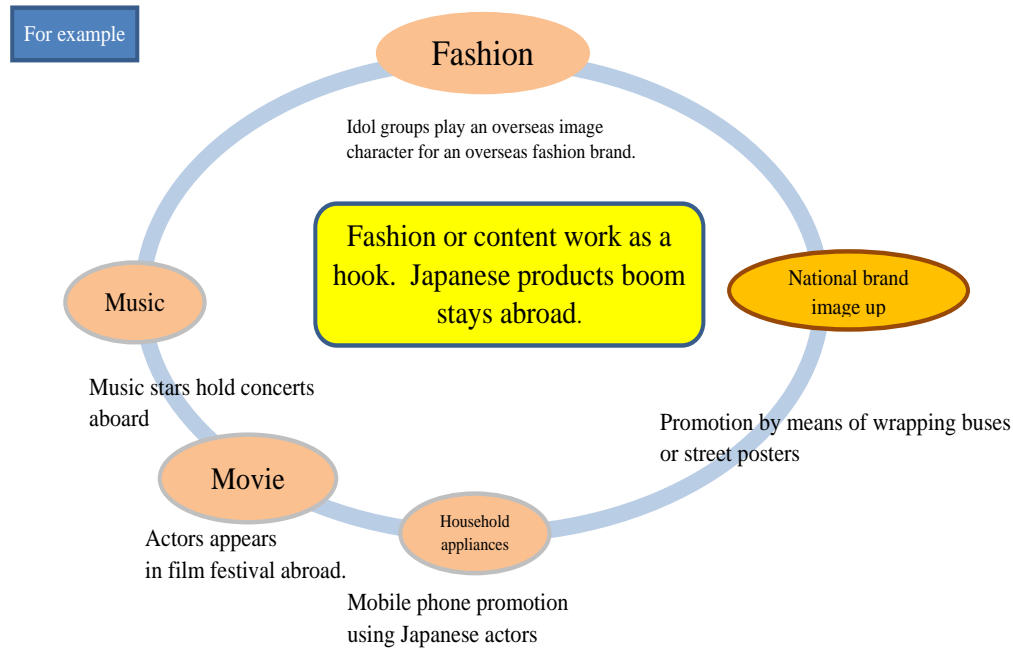 For example
Fashion
Idol groups play an overseas image
character for an overseas fashion brand.
Fashion or content work as a
hook. Japanese products boom
stays abroad.
National brand
image up
Music
Music stars hold concerts
aboard
Promotion by means of wrapping buses
or street posters
Movie
Household
appliances
Actors appears
in film festival abroad.
Mobile phone promotion
using Japanese actors